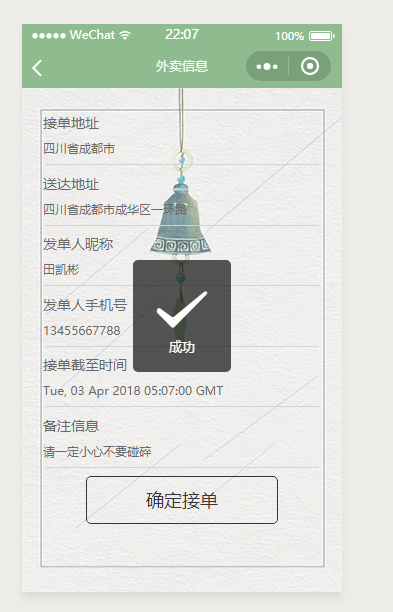 WeChat 22:07 100%
外卖信息
接单地址
四川省成都市
送达地址
四川省成都市成华区一环路
发单人昵称
田凯彬
发单人手机号
13455667788
成功
接单截至时间
Tue, 03 Apr 2018 05:07:00 GMT
备注信息
请一定小心不要碰碎
确定接单